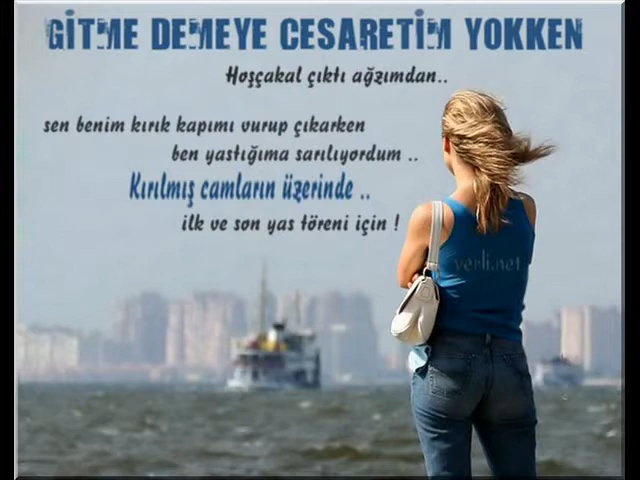 GİTME DEMEYE CESARETİM YOKKEN
Hoşçakal çıktı ağzımdan..
sen benim kırık kapımı vurup çıkarken
ben yastığıma sarılıyordum ..
Kırılmış camların üzerinde ..
ilk ve son yas töreni için !
verli.net